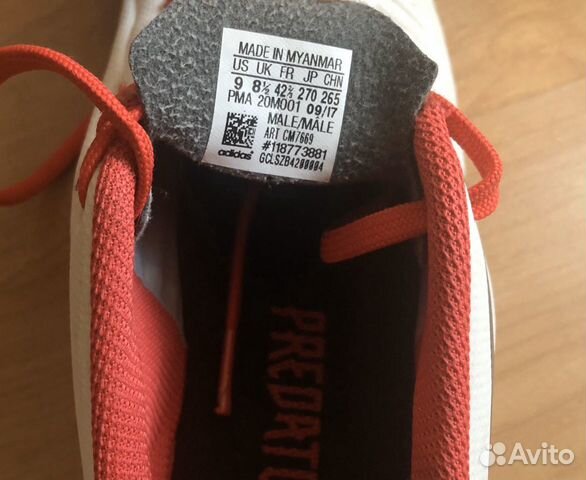 MADE IN MYANMAR
US UK FR JP CHN
9 8½ 42⅔ 270 265
PMA 20M001 09/17
MALE/MÂLE
ART CM7669
#118773881
adidas® GCLSZB4200004
PREDATO
Avito